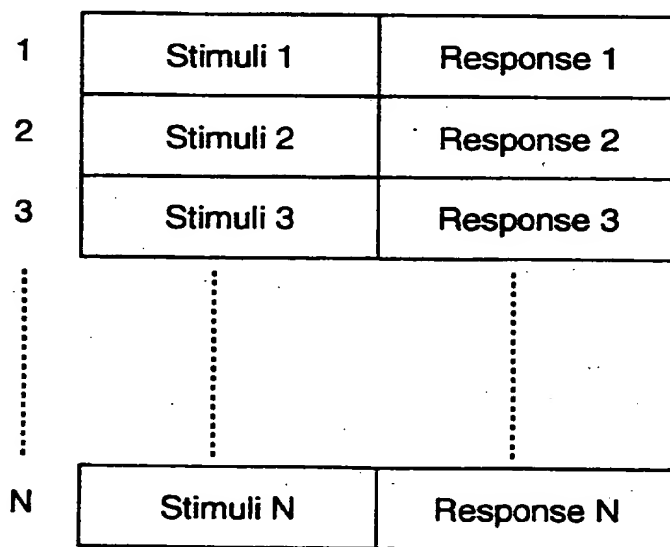 1 Stimuli 1 Response 1
2 Stimuli 2 Response 2
3 Stimuli 3 Response 3
N Stimuli N Response N